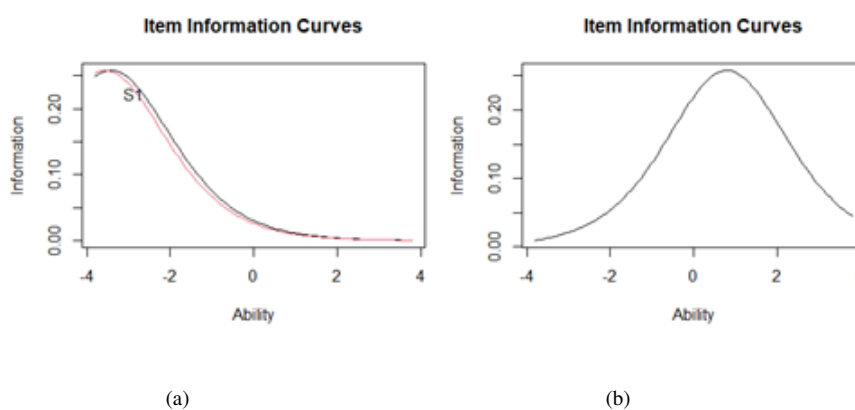 Item Information Curves
Information
0.00
0.10
0.20
S1
-4
-2
0
2
4
Ability
(a)
Item Information Curves
Information
0.00
0.10
0.20
-4
-2
0
2
Ability
(b)